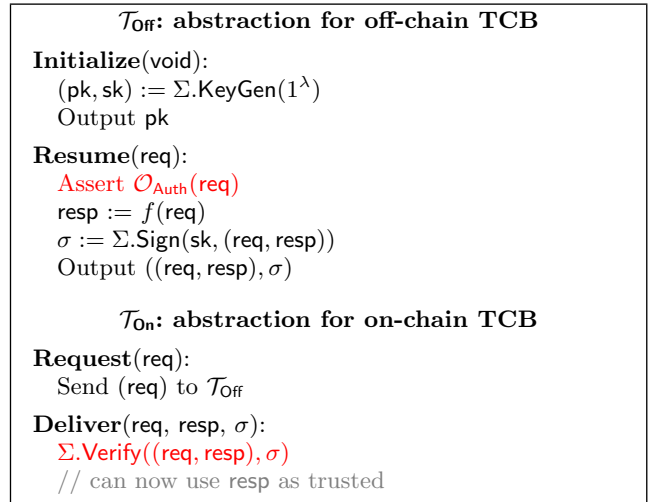 𝒯Off: abstraction for off-chain TCB
Initialize(void):
(pk, sk) := Σ.KeyGen(1^λ)
Output pk
Resume(req):
Assert 𝒪Auth(req)
resp := f(req)
σ := Σ.Sign(sk, (req, resp))
Output ((req, resp), σ)
𝒯On: abstraction for on-chain TCB
Request(req):
Send (req) to 𝒯Off
Deliver(req, resp, σ):
Σ.Verify((req, resp), σ)
// can now use resp as trusted